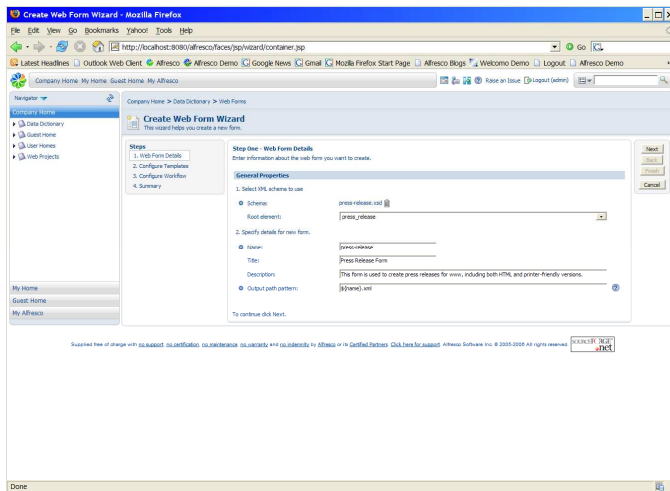 Create Web Form Wizard - Mozilla Firefox
File Edit View Go Bookmarks Yahoo! Tools Help
http://localhost:8080/alfresco/faces/jsp/wizard/container.jsp Go
Latest Headlines Outlook Web Client Alfresco Alfresco Demo Google News Gmail Mozilla Firefox Start Page Alfresco Blogs Welcome Demo Logout Alfresco Demo
Company Home My Home Guest Home My Alfresco Raise an Issue Logout (admin)
Navigator
Company Home
Data Dictionary
Guest Home
User Homes
Web Projects
My Home
Guest Home
My Alfresco
Company Home > Data Dictionary > Web Forms
Create Web Form Wizard
This wizard helps you create a new form.
Steps
1. Web Form Details
2. Configure Templates
3. Configure Workflow
4. Summary
Step One - Web Form Details
Enter information about the web form you want to create.
General Properties
1. Select XML schema to use
Schema: press-release.xsd
Root element: press_release
2. Specify details for new form.
Name: press-release
Title: Press Release Form
Description: This form is used to create press releases for www, including both HTML and printer-friendly versions.
Output path pattern: ${name}.xml
To continue click Next.
Next
Back
Finish
Cancel
Supplied free of charge with no support, no certification, no maintenance, no warranty and no indemnity by Alfresco or its Certified Partners. Click here for support. Alfresco Software Inc. © 2005-2006 All rights reserved.
SOURCEFORGE .net
Done